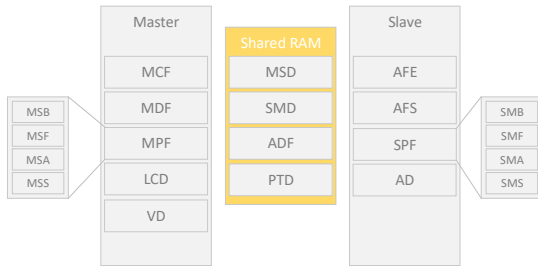 Master
Shared RAM
Slave
MCF
MDF
MPF
LCD
VD
MSD
SMD
ADF
PTD
AFE
AFS
SPF
AD
MSB
MSF
MSA
MSS
SMB
SMF
SMA
SMS